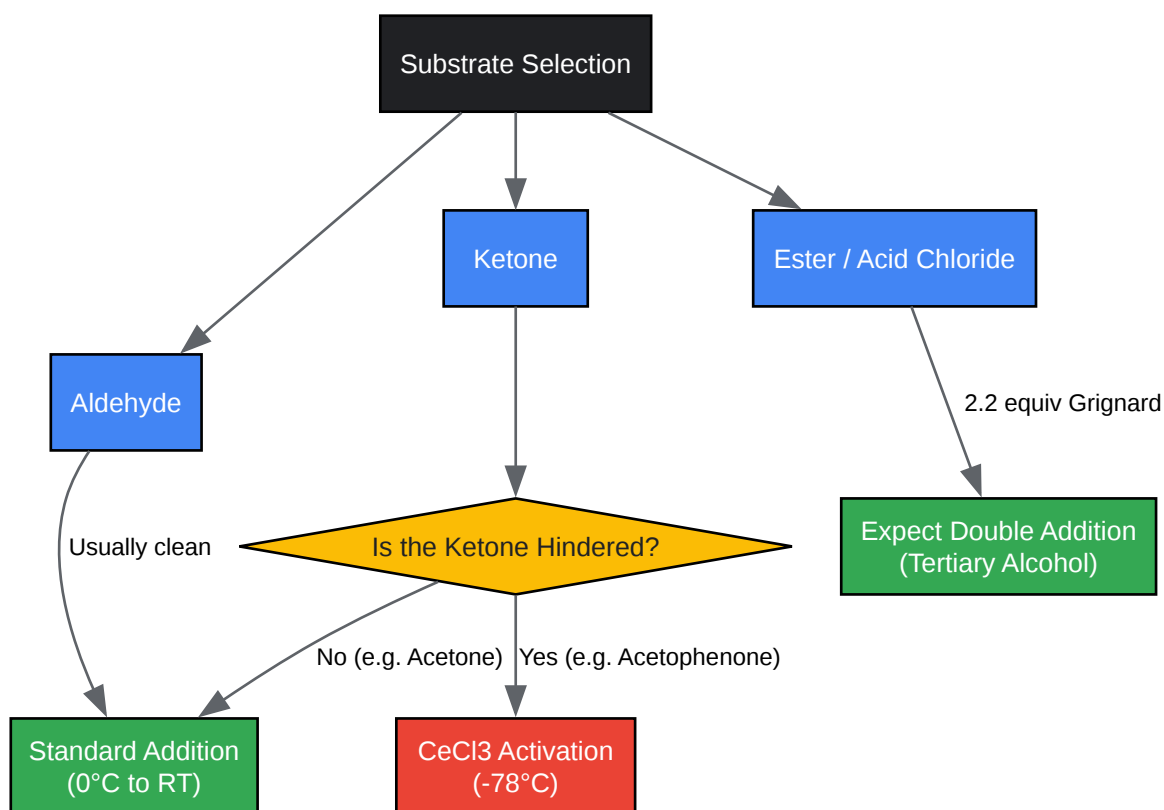 Substrate Selection
Ketone
Ester / Acid Chloride
Aldehyde
2.2 equiv Grignard
Usually clean
Is the Ketone Hindered?
Expect Double Addition
(Tertiary Alcohol)
No (e.g. Acetone)
Yes (e.g. Acetophenone)
Standard Addition
(0°C to RT)
CeCl3 Activation
(-78°C)